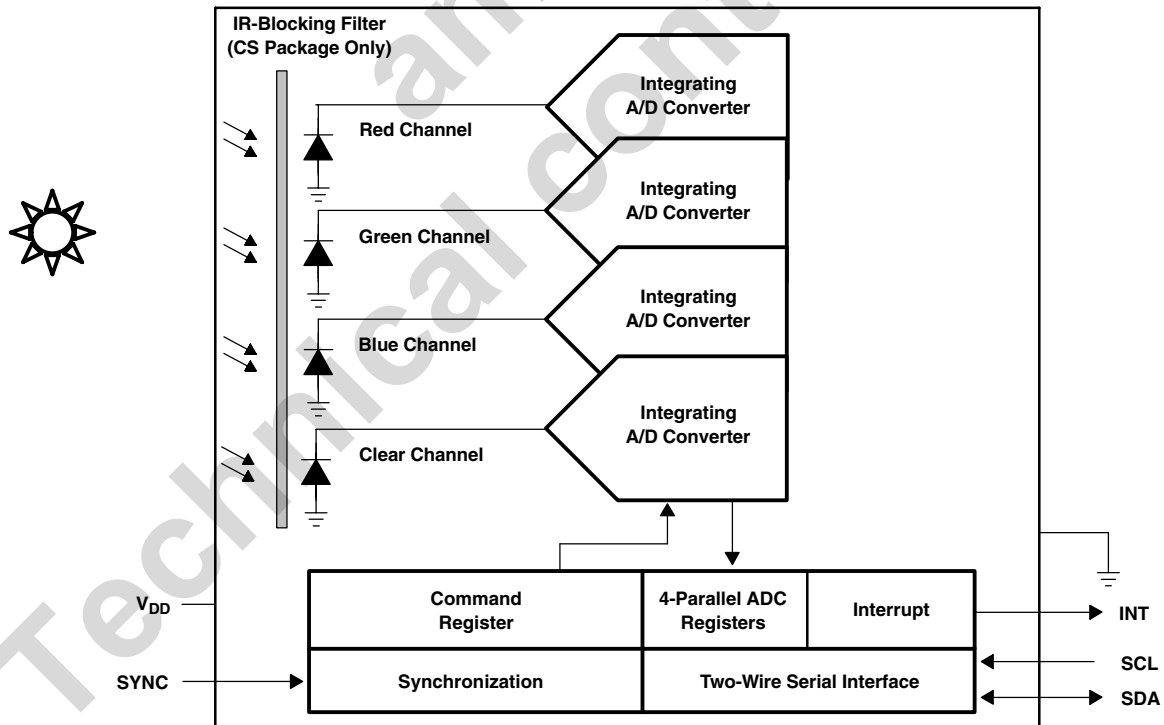 IR-Blocking Filter
(CS Package Only)
Integrating
A/D Converter
Red Channel
Integrating
A/D Converter
Green Channel
Integrating
A/D Converter
Blue Channel
Integrating
A/D Converter
Clear Channel
VDD
Command
Register
4-Parallel ADC
Registers
Interrupt
INT
SYNC
Synchronization
Two-Wire Serial Interface
SCL
SDA
Technical cont
am